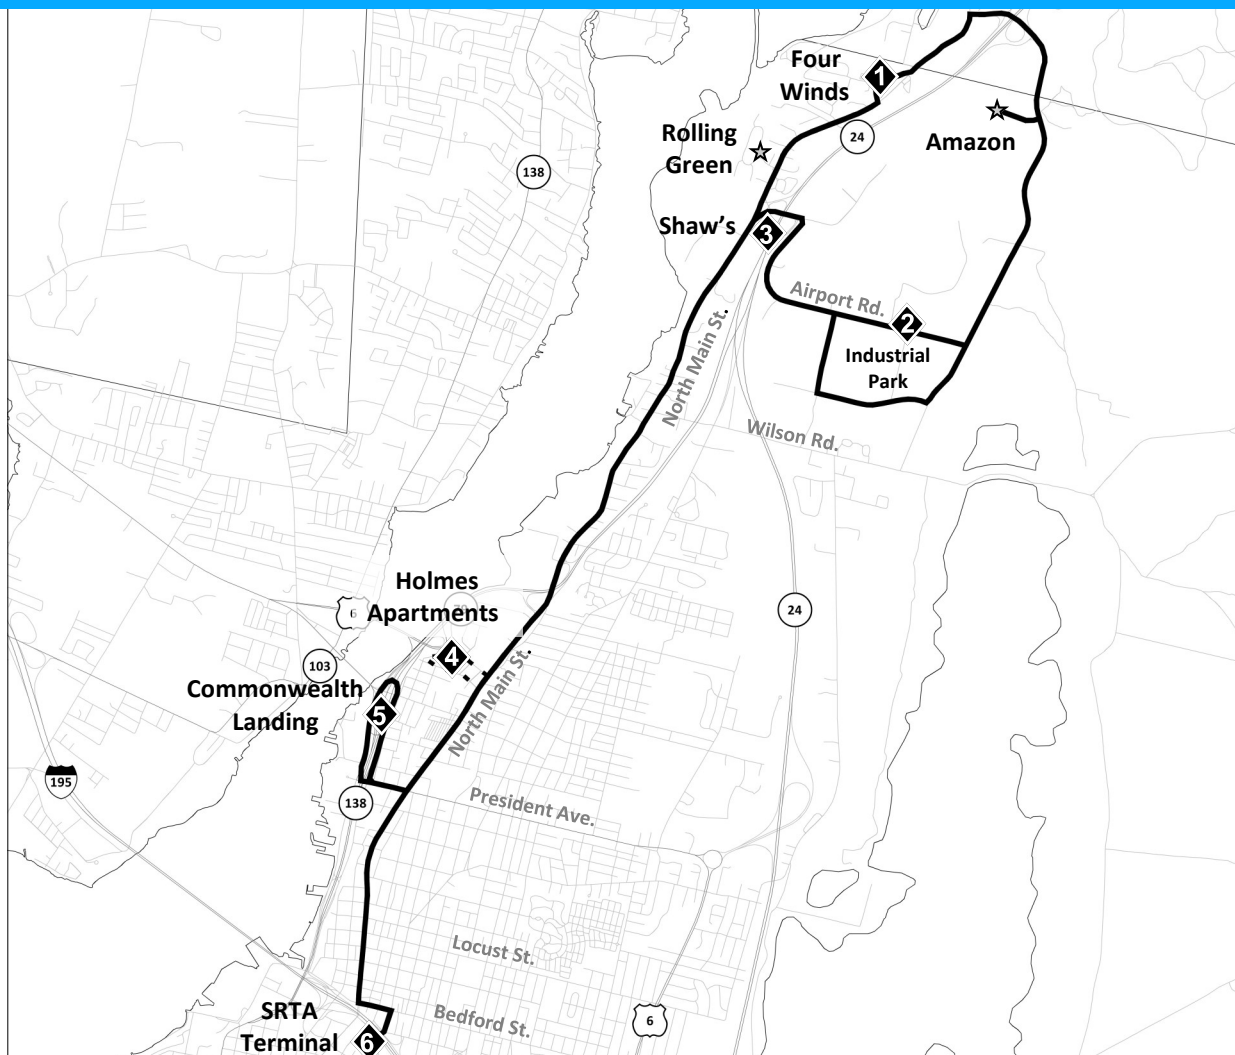 Four
Winds
1
24
Amazon
Rolling
Green
138
Shaw's
3
Airport Rd.
2
Industrial
Park
North Main St.
Wilson Rd.
Holmes
Apartments
6
79
24
4
103
North Main St.
Commonwealth
Landing
5
195
138
President Ave.
Locust St.
SRTA
Terminal
6
Bedford St.
6